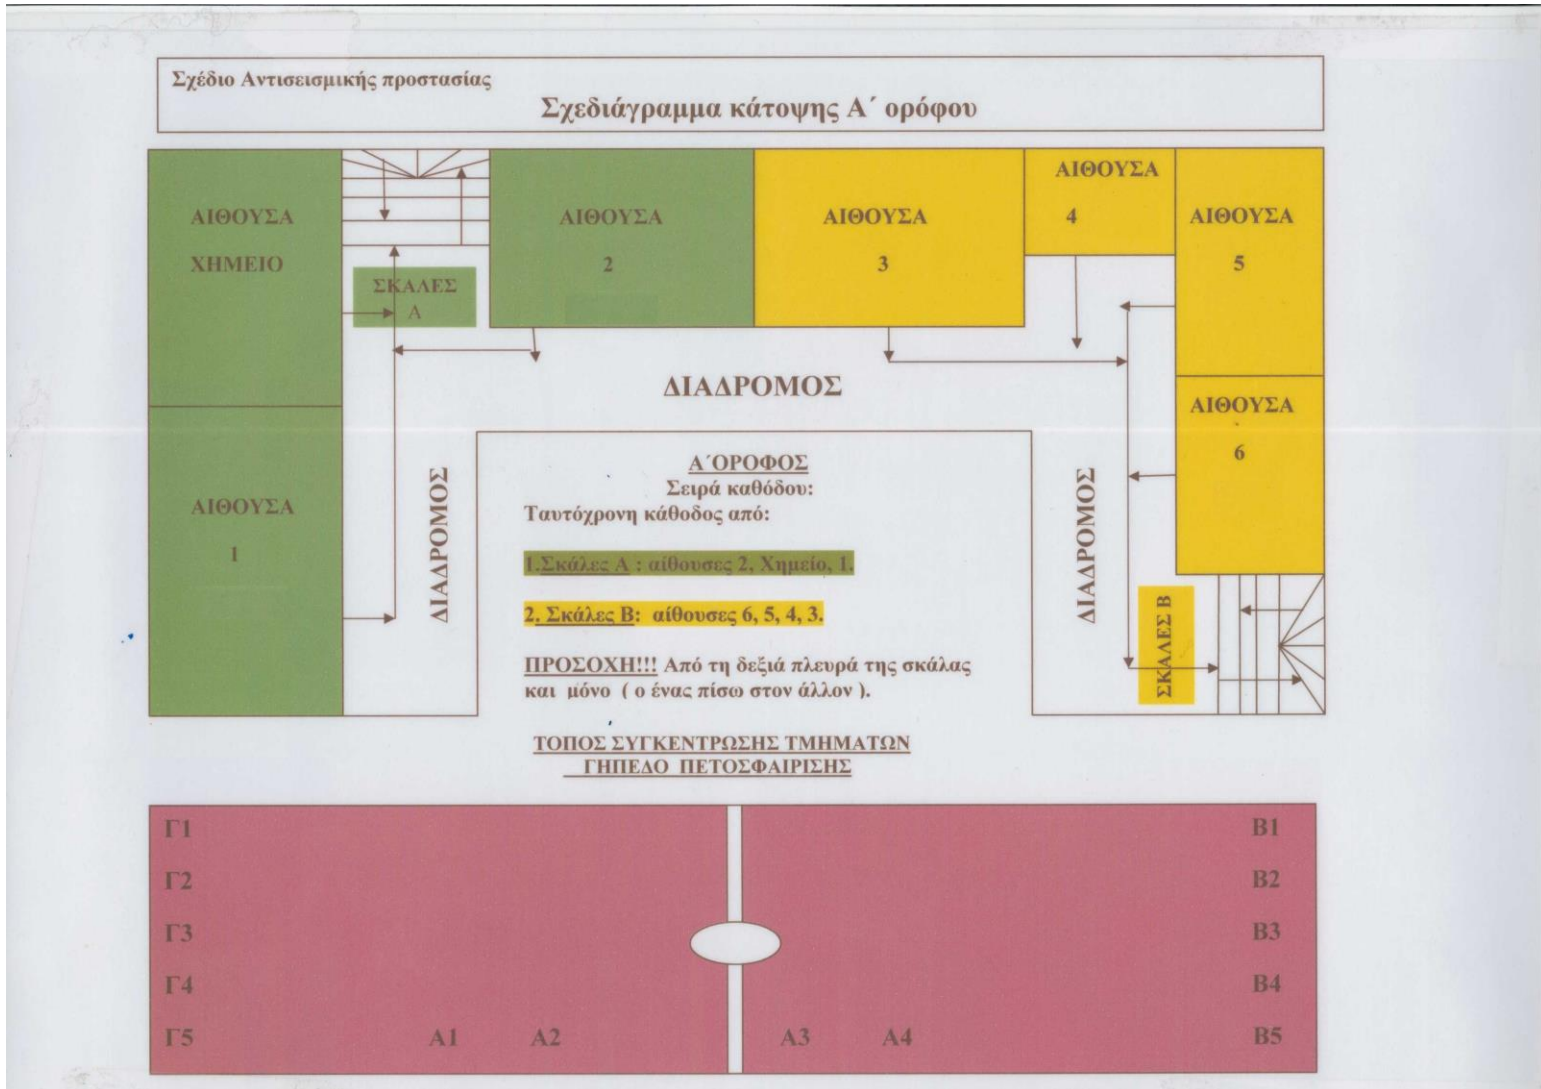 Σχέδιο Αντισεισμικής προστασίας
Σχεδιάγραμμα κάτοψης Α΄ ορόφου
ΑΙΘΟΥΣΑ
ΧΗΜΕΙΟ
ΣΚΑΛΕΣ
Α
ΑΙΘΟΥΣΑ
2
ΑΙΘΟΥΣΑ
3
ΑΙΘΟΥΣΑ
4
ΑΙΘΟΥΣΑ
5
ΔΙΑΔΡΟΜΟΣ
ΑΙΘΟΥΣΑ
6
ΑΙΘΟΥΣΑ
1
ΔΙΑΔΡΟΜΟΣ
Α΄ΟΡΟΦΟΣ
Σειρά καθόδου:
Ταυτόχρονη κάθοδος από:
1.Σκάλες Α : αίθουσες 2, Χημείο, 1.
2. Σκάλες Β: αίθουσες 6, 5, 4, 3.
ΠΡΟΣΟΧΗ!!! Από τη δεξιά πλευρά της σκάλας
και μόνο ( ο ένας πίσω στον άλλον ).
ΔΙΑΔΡΟΜΟΣ
ΣΚΑΛΕΣ Β
ΤΟΠΟΣ ΣΥΓΚΕΝΤΡΩΣΗΣ ΤΜΗΜΑΤΩΝ
ΓΗΠΕΔΟ ΠΕΤΟΣΦΑΙΡΙΣΗΣ
Γ1 Β1
Γ2 Β2
Γ3 Β3
Γ4 Β4
Γ5 Α1 Α2 Α3 Α4 Β5